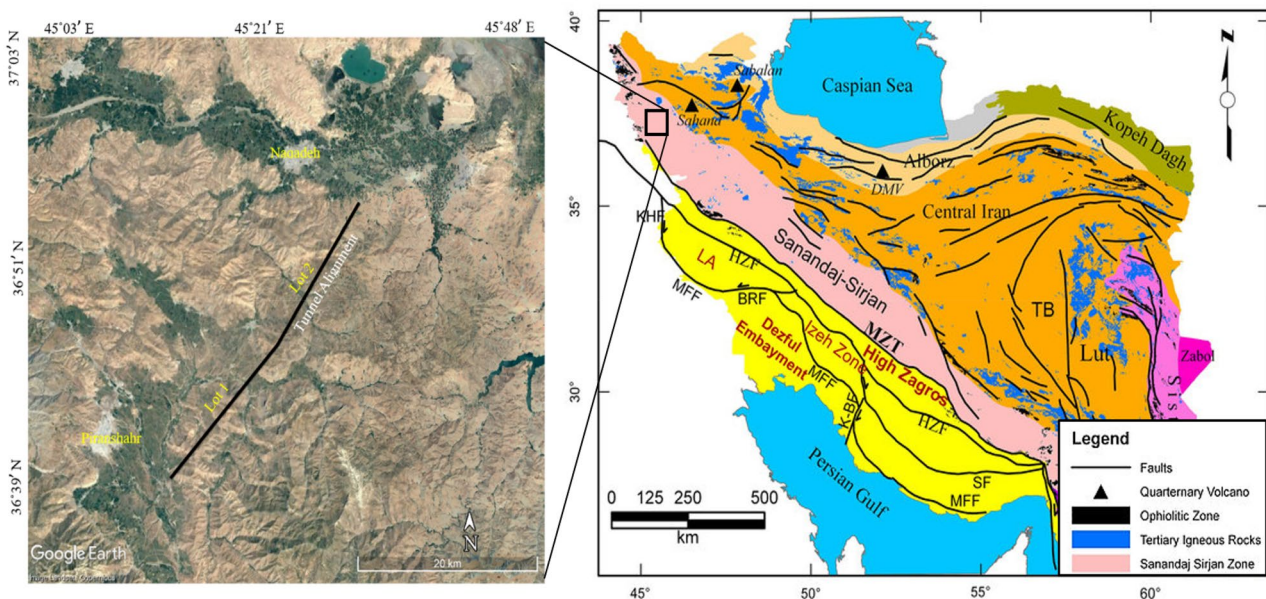 45°03′ E
45°21′ E
45°48′ E
37°03′ N
36°51′ N
36°39′ N
Naqadeh
Lot 2
Tunnel Alignment
Lot 1
Piranshahr
Google Earth
N
20 km
40°
35°
30°
45°
50°
55°
60°
Caspian Sea
Sabalan
Sahand
Kopeh Dagh
Alborz
DMV
Central Iran
KHF
Sanandaj-Sirjan
LA
HZF
MFF
BRF
MZT
Dezful
Embayment
Izeh Zone
High Zagros
MFF
K-BF
HZF
SF
MFF
TB
Lut
Zabol
Sis
Persian Gulf
0 125 250 500
km
Legend
Faults
Quarternary Volcano
Ophiolitic Zone
Tertiary Igneous Rocks
Sanandaj Sirjan Zone